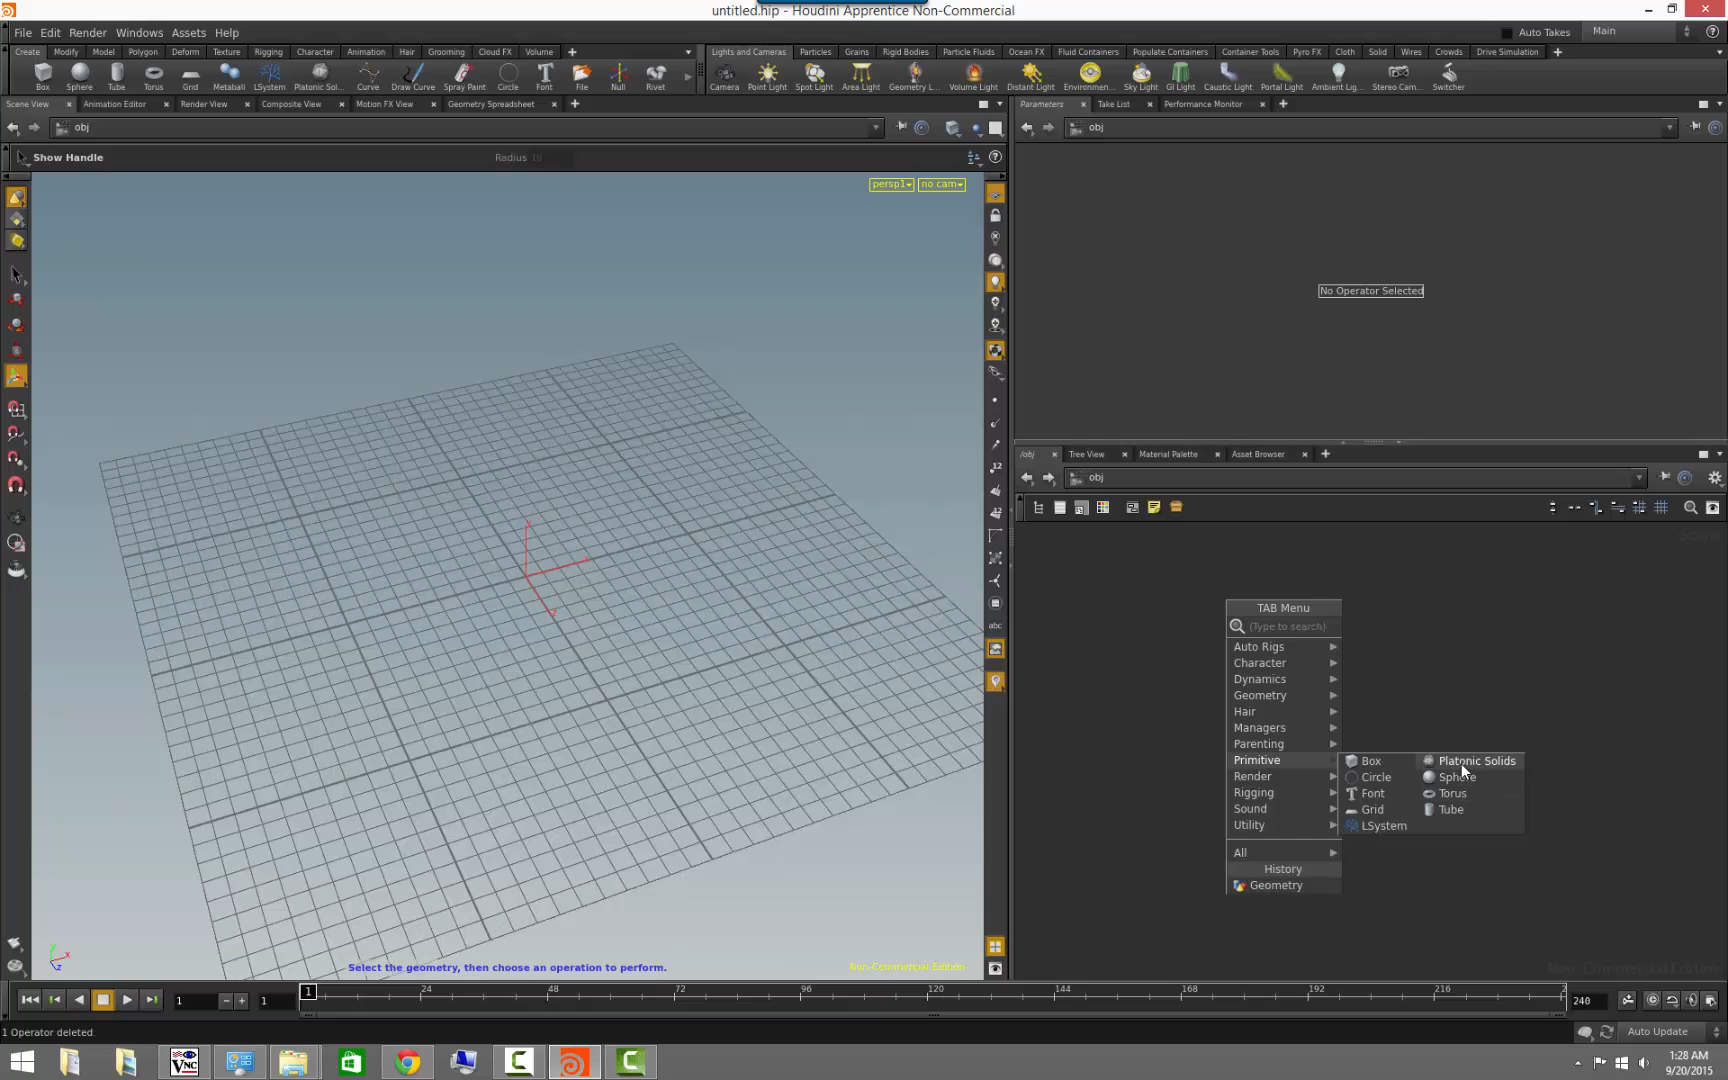 untitled.hip - Houdini Apprentice Non-Commercial
File Edit Render Windows Assets Help
Auto Takes Main
Create Modify Model Polygon Deform Texture Rigging Character Animation Hair Grooming Cloud FX Volume
Lights and Cameras Particles Grains Rigid Bodies Particle Fluids Ocean FX Fluid Containers Populate Containers Container Tools Pyro FX Cloth Solid Wires Crowds Drive Simulation
Box Sphere Tube Torus Grid Metaball LSystem Platonic Sol... Curve Draw Curve Spray Paint Circle Font File Null Rivet
Camera Point Light Spot Light Area Light Geometry L... Volume Light Distant Light Environmen... Sky Light GI Light Caustic Light Portal Light Ambient Lig... Stereo Cam... Switcher
Scene View Animation Editor Render View Composite View Motion FX View Geometry Spreadsheet
Parameters Take List Performance Monitor
obj
obj
Show Handle Radius
persp1 no cam
No Operator Selected
/obj Tree View Material Palette Asset Browser
obj
TAB Menu
(Type to search)
Auto Rigs
Character
Dynamics
Geometry
Hair
Managers
Parenting
Primitive
Render
Rigging
Sound
Utility
All
History
Geometry
Box Platonic Solids
Circle Sphere
Font Torus
Grid Tube
LSystem
12
12
abc
y
x
z
x
z
Select the geometry, then choose an operation to perform.
Non-Commercial Edition
Non-Commercial Edition
1 1 1 24 48 72 96 120 144 168 192 216 2 240
1 Operator deleted.
Auto Update
VNC
1:28 AM
9/20/2015